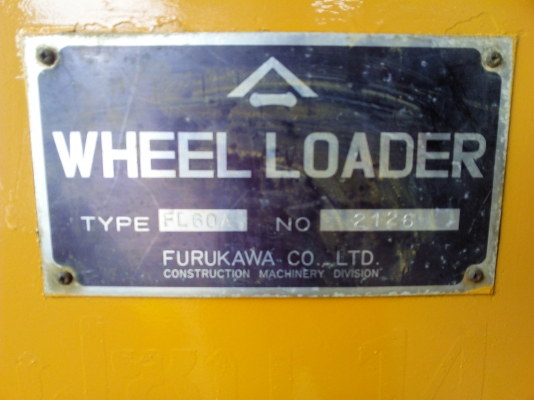 WHEEL LOADER
TYPE FL60A NO 2126
FURUKAWA CO., LTD.
CONSTRUCTION MACHINERY DIVISION